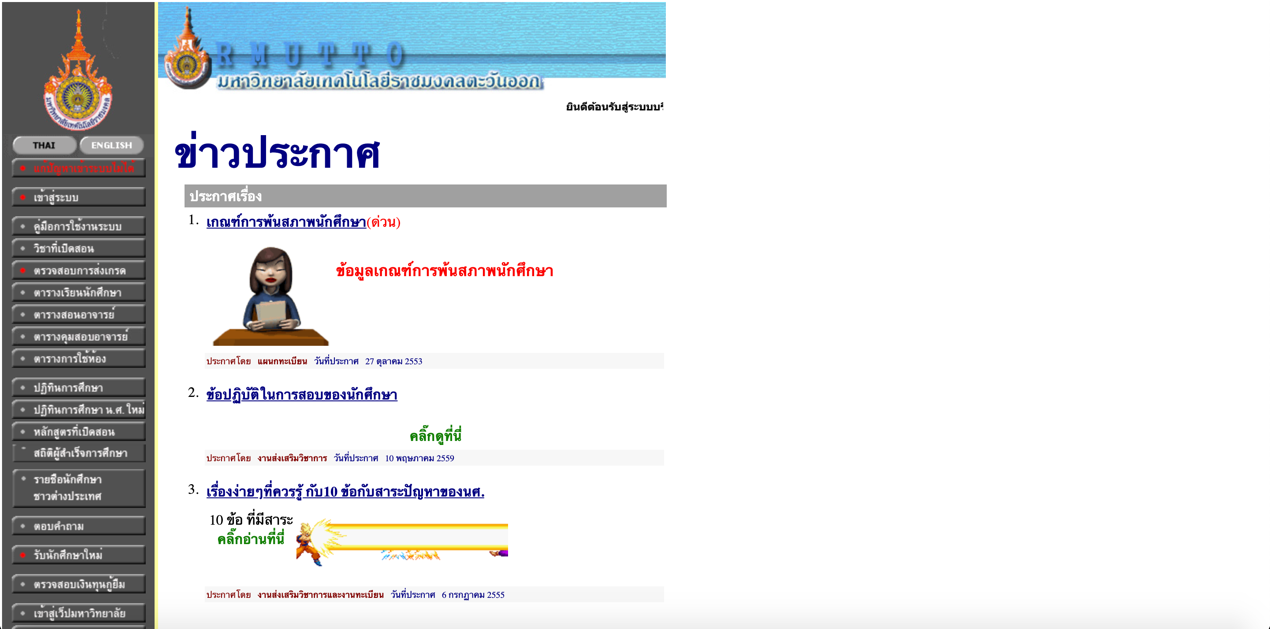 มหาวิทยาลัยเทคโนโลยีราชมงคล
THAI
ENGLISH
เข้าสู่ระบบ
คู่มือการใช้งานระบบ
วิชาที่เปิดสอน
ตรวจสอบการส่งเกรด
ตารางเรียนนักศึกษา
ตารางสอนอาจารย์
ตารางคุมสอบอาจารย์
ตารางการใช้ห้อง
ปฏิทินการศึกษา
ปฏิทินการศึกษา น.ศ. ใหม่
หลักสูตรที่เปิดสอน
สถิติผู้สำเร็จการศึกษา
รายชื่อนักศึกษา
ชาวต่างประเทศ
ตอบคำถาม
รับนักศึกษาใหม่
ตรวจสอบเงินทุนกู้ยืม
เข้าสู่เว็ปมหาวิทยาลัย
RMUTTO
มหาวิทยาลัยเทคโนโลยีราชมงคลตะวันออก
ยินดีต้อนรับสู่ระบบบ
ข่าวประกาศ
ประกาศเรื่อง
1. เกณฑ์การพ้นสภาพนักศึกษา(ด่วน)
ข้อมูลเกณฑ์การพ้นสภาพนักศึกษา
ประกาศโดย แผนกทะเบียน วันที่ประกาศ 27 ตุลาคม 2553
2. ข้อปฏิบัติในการสอบของนักศึกษา
คลิ๊กดูที่นี่
ประกาศโดย งานส่งเสริมวิชาการ วันที่ประกาศ 10 พฤษภาคม 2559
3. เรื่องง่ายๆที่ควรรู้ กับ10 ข้อกับสาระปัญหาของนศ.
10 ข้อ ที่มีสาระ
คลิ๊กอ่านที่นี่
ประกาศโดย งานส่งเสริมวิชาการและงานทะเบียน วันที่ประกาศ 6 กรกฎาคม 2555